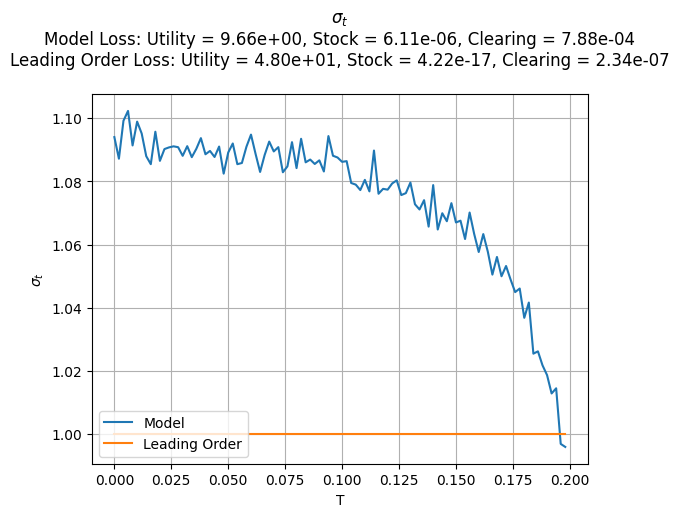 σ_t
Model Loss: Utility = 9.66e+00, Stock = 6.11e-06, Clearing = 7.88e-04
Leading Order Loss: Utility = 4.80e+01, Stock = 4.22e-17, Clearing = 2.34e-07
1.10
1.08
1.06
1.04
1.02
1.00
σ_t
Model
Leading Order
0.000 0.025 0.050 0.075 0.100 0.125 0.150 0.175 0.200
T